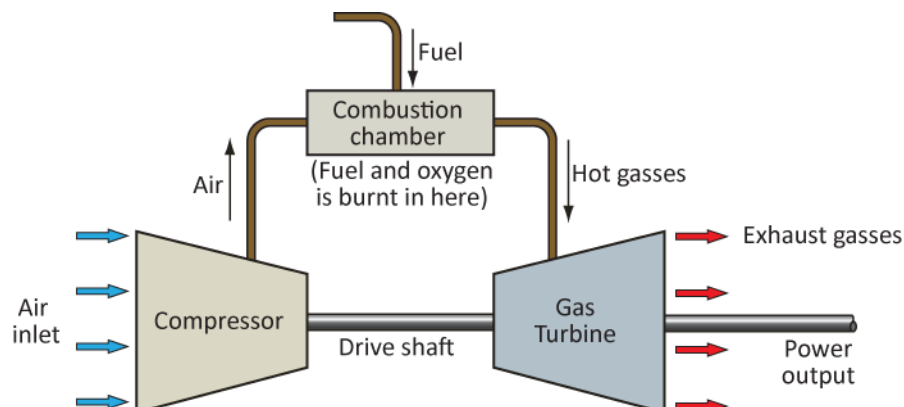 Fuel
Combustion
chamber
(Fuel and oxygen
is burnt in here)
Air
Hot gasses
Exhaust gasses
Air
inlet
Compressor
Drive shaft
Gas
Turbine
Power
output